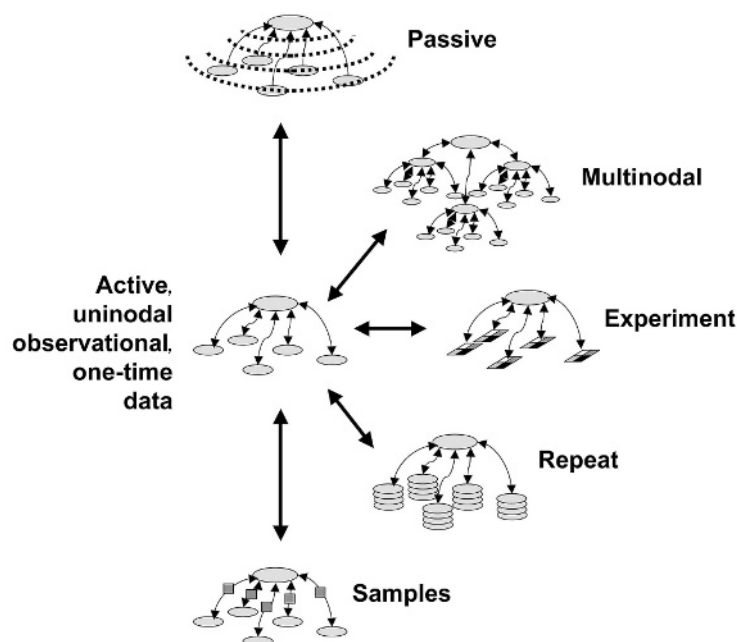 Passive
Multinodal
Active,
uninodal
observational,
one-time
data
Experiment
Repeat
Samples